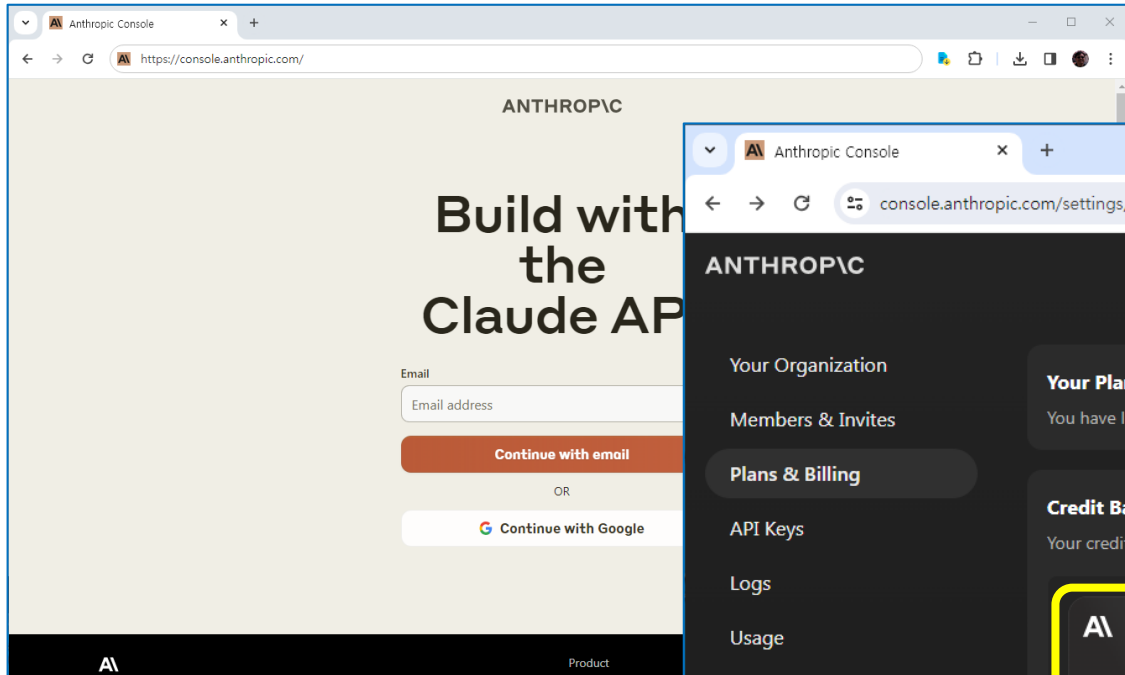 Anthropic Console
https://console.anthropic.com/
ANTHROP\C
Build with
the
Claude AP
Email
Email address
Continue with email
OR
Continue with Google
A\
Product
Anthropic Console
console.anthropic.com/settings/
ANTHROP\C
Your Organization
Members & Invites
Plans & Billing
API Keys
Logs
Usage
Your Pla
You have l
Credit Ba
Your credi
A\